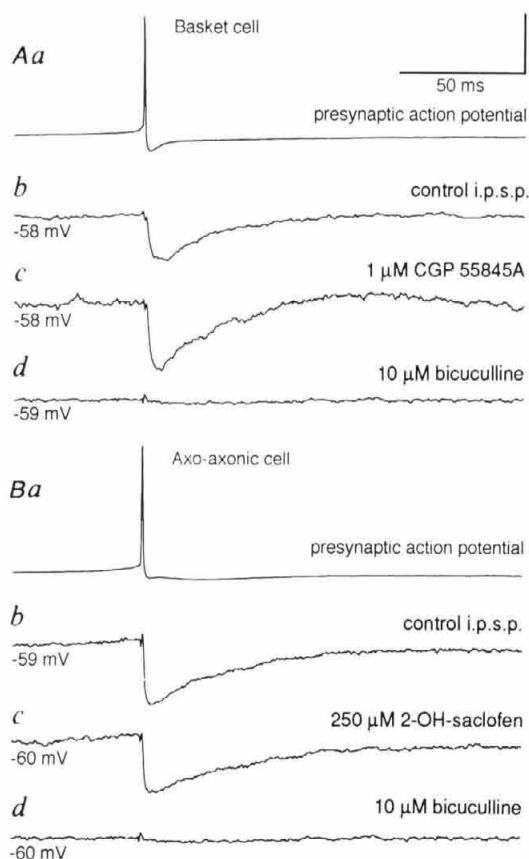 Aa
Basket cell
50 ms
presynaptic action potential
b
control i.p.s.p.
-58 mV
c
1 µM CGP 55845A
-58 mV
d
10 µM bicuculline
-59 mV
Axo-axonic cell
Ba
presynaptic action potential
b
control i.p.s.p.
-59 mV
c
250 µM 2-OH-saclofen
-60 mV
d
10 µM bicuculline
-60 mV